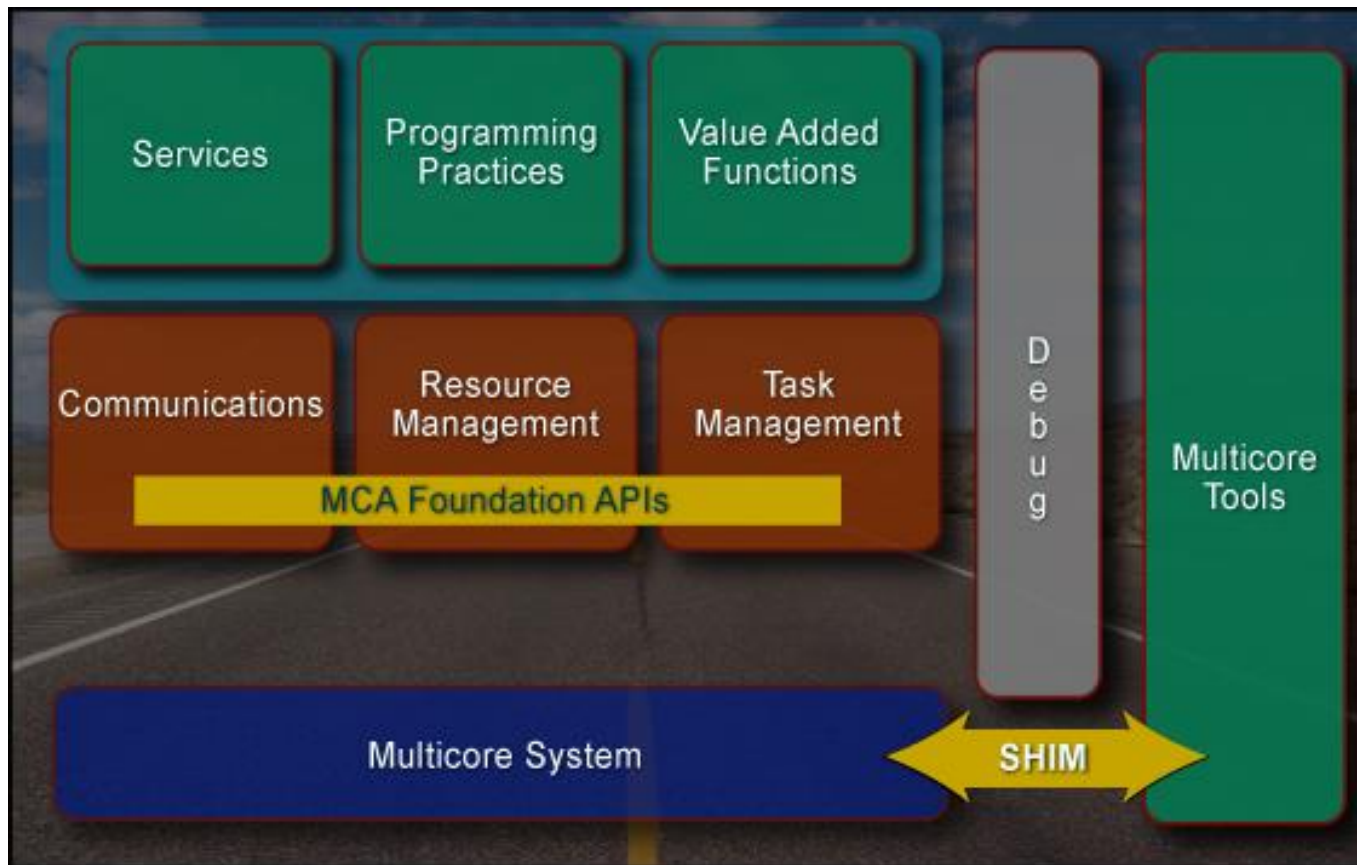 Services
Programming
Practices
Value Added
Functions
Communications
Resource
Management
Task
Management
MCA Foundation APIs
Debug
Multicore
Tools
Multicore System
SHIM